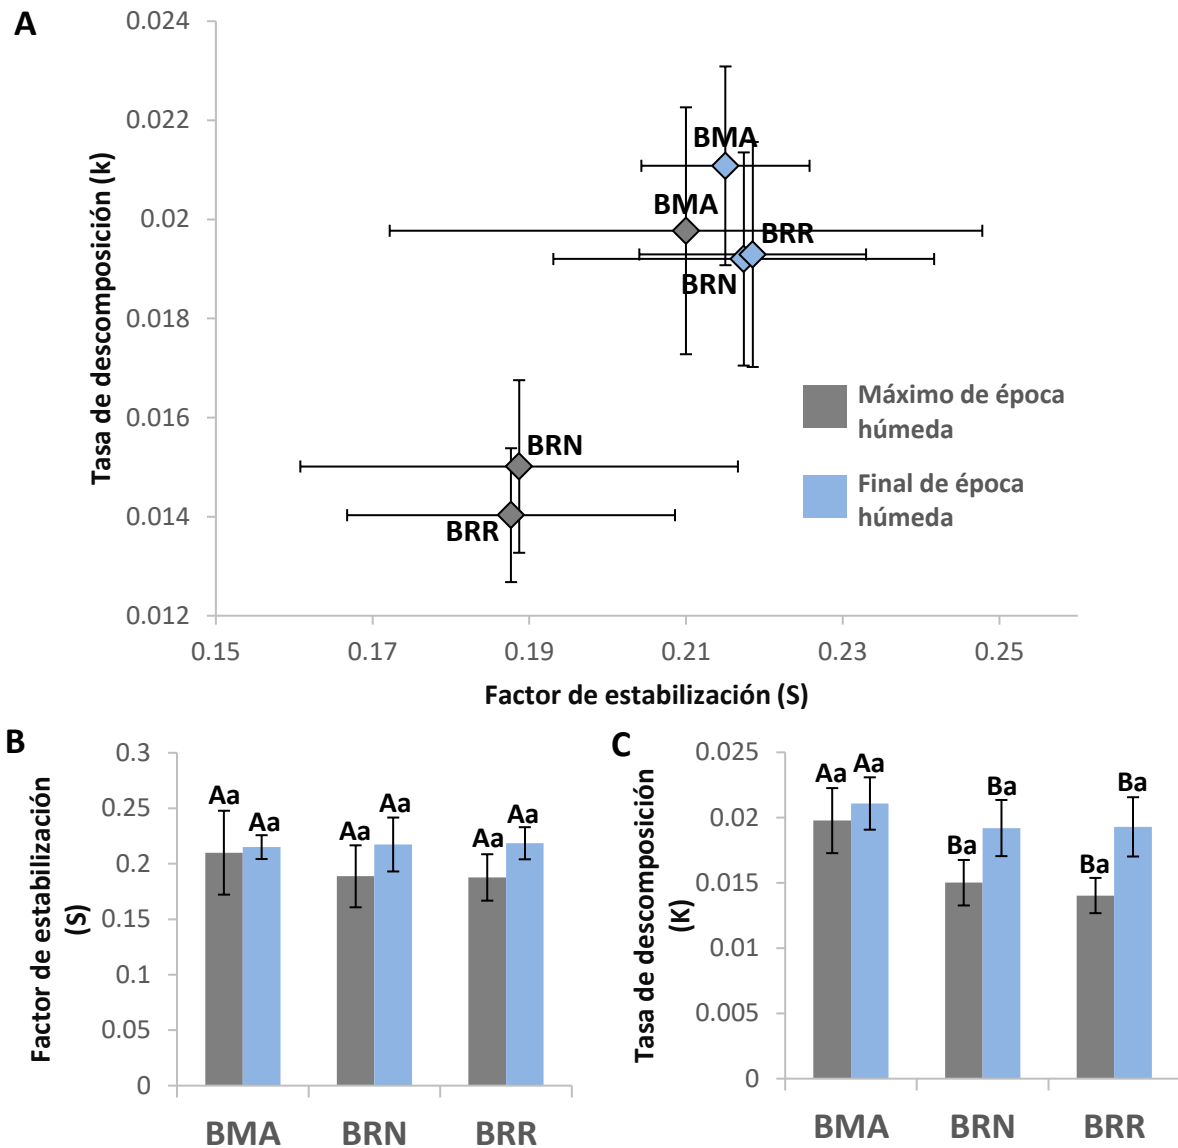 A
0.024
0.022
0.02
0.018
0.016
0.014
0.012
Tasa de descomposición (k)
BMA
BMA
BRR
BRN
BRN
BRR
Máximo de época
húmeda
Final de época
húmeda
0.15
0.17
0.19
0.21
0.23
0.25
Factor de estabilización (S)
B
0.3
0.25
0.2
0.15
0.1
0.05
0
Factor de estabilización
(S)
Aa
Aa
Aa
Aa
Aa
Aa
BMA
BRN
BRR
C
0.025
0.02
0.015
0.01
0.005
0
Tasa de descomposición
(K)
Aa
Aa
Ba
Ba
Ba
Ba
BMA
BRN
BRR